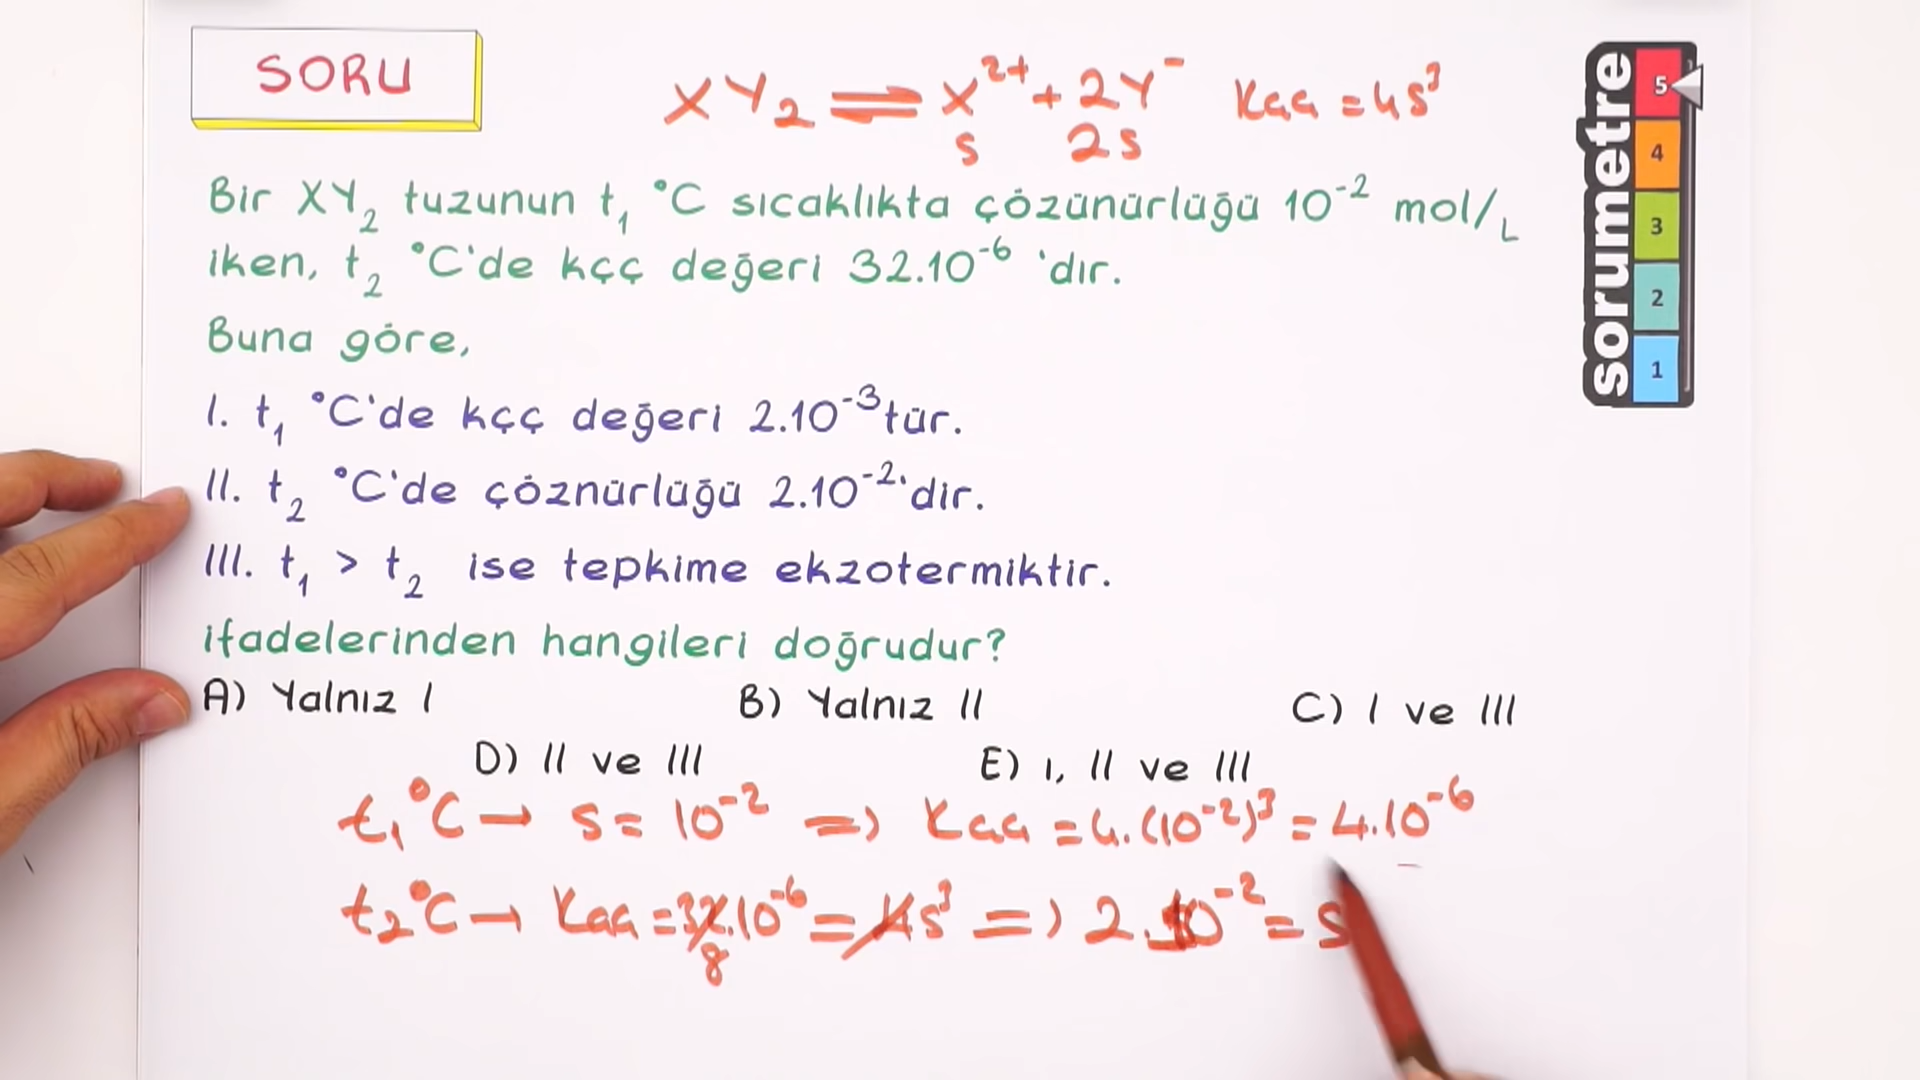 SORU
XY₂ ⇌ X²⁺ + 2Y⁻ Kçç = 4s³
s 2s
Bir XY₂ tuzunun t₁ °C sıcaklıkta çözünürlüğü 10⁻² mol/L
iken, t₂ °C'de kçç değeri 32.10⁻⁶ 'dır.
Buna göre,
I. t₁ °C'de kçç değeri 2.10⁻³tür.
II. t₂ °C'de çöznürlüğü 2.10⁻²'dir.
III. t₁ > t₂ ise tepkime ekzotermiktir.
ifadelerinden hangileri doğrudur?
A) Yalnız I B) Yalnız II C) I ve III
D) II ve III E) I, II ve III
t₁°C → s = 10⁻² ⇒ Kçç = 4.(10⁻²)³ = 4.10⁻⁶
t₂°C → Kçç = 32.10⁻⁶ = 4s³ ⇒ 2.10⁻² = s
8
sorumetre
5
4
3
2
1